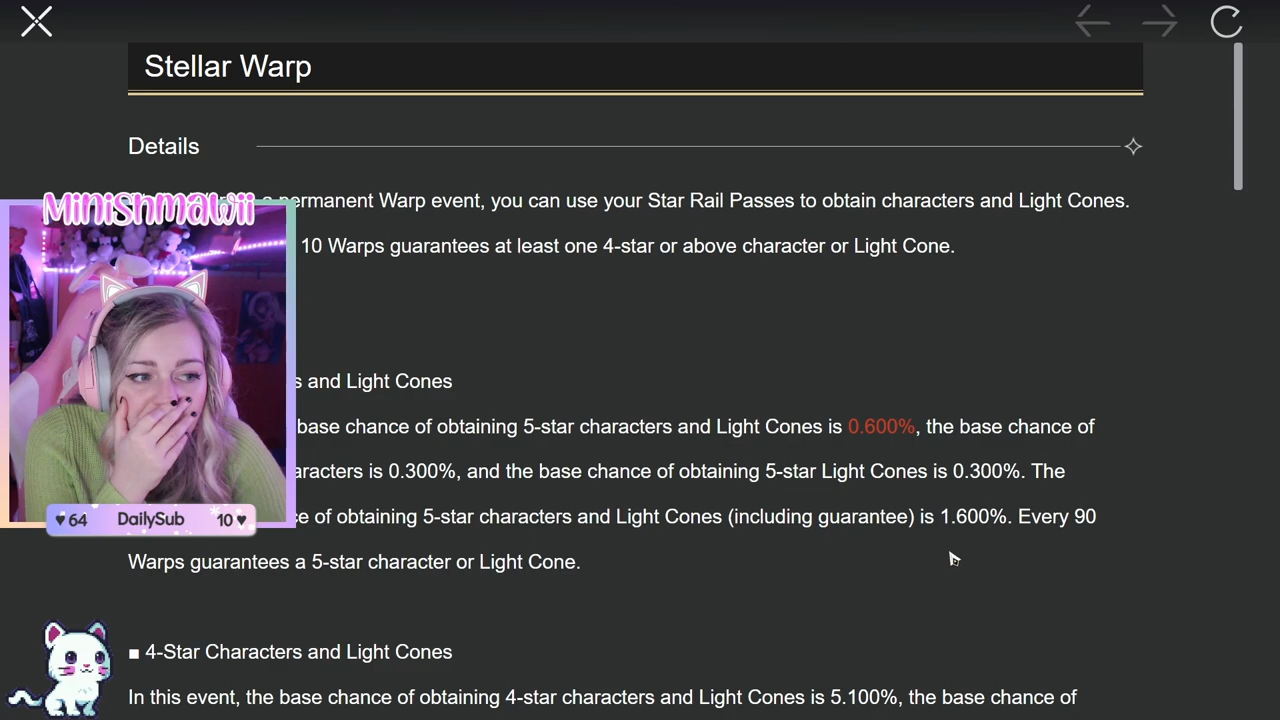 Stellar Warp
Details
Minishmawii
permanent Warp event, you can use your Star Rail Passes to obtain characters and Light Cones.
10 Warps guarantees at least one 4-star or above character or Light Cone.
s and Light Cones
base chance of obtaining 5-star characters and Light Cones is 0.600%, the base chance of
aracters is 0.300%, and the base chance of obtaining 5-star Light Cones is 0.300%. The
ce of obtaining 5-star characters and Light Cones (including guarantee) is 1.600%. Every 90
♥64 DailySub 10♥
Warps guarantees a 5-star character or Light Cone.
■ 4-Star Characters and Light Cones
In this event, the base chance of obtaining 4-star characters and Light Cones is 5.100%, the base chance of